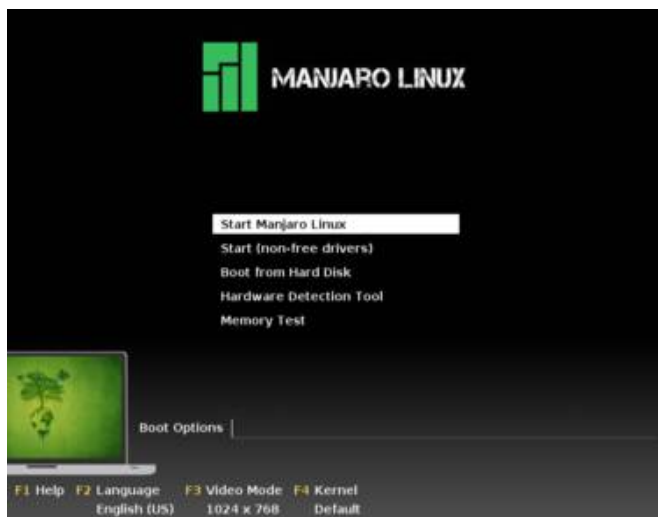 MANJARO LINUX
Start Manjaro Linux
Start (non-free drivers)
Boot from Hard Disk
Hardware Detection Tool
Memory Test
Boot Options
F1 Help F2 Language F3 Video Mode F4 Kernel
English (US) 1024 x 768 Default